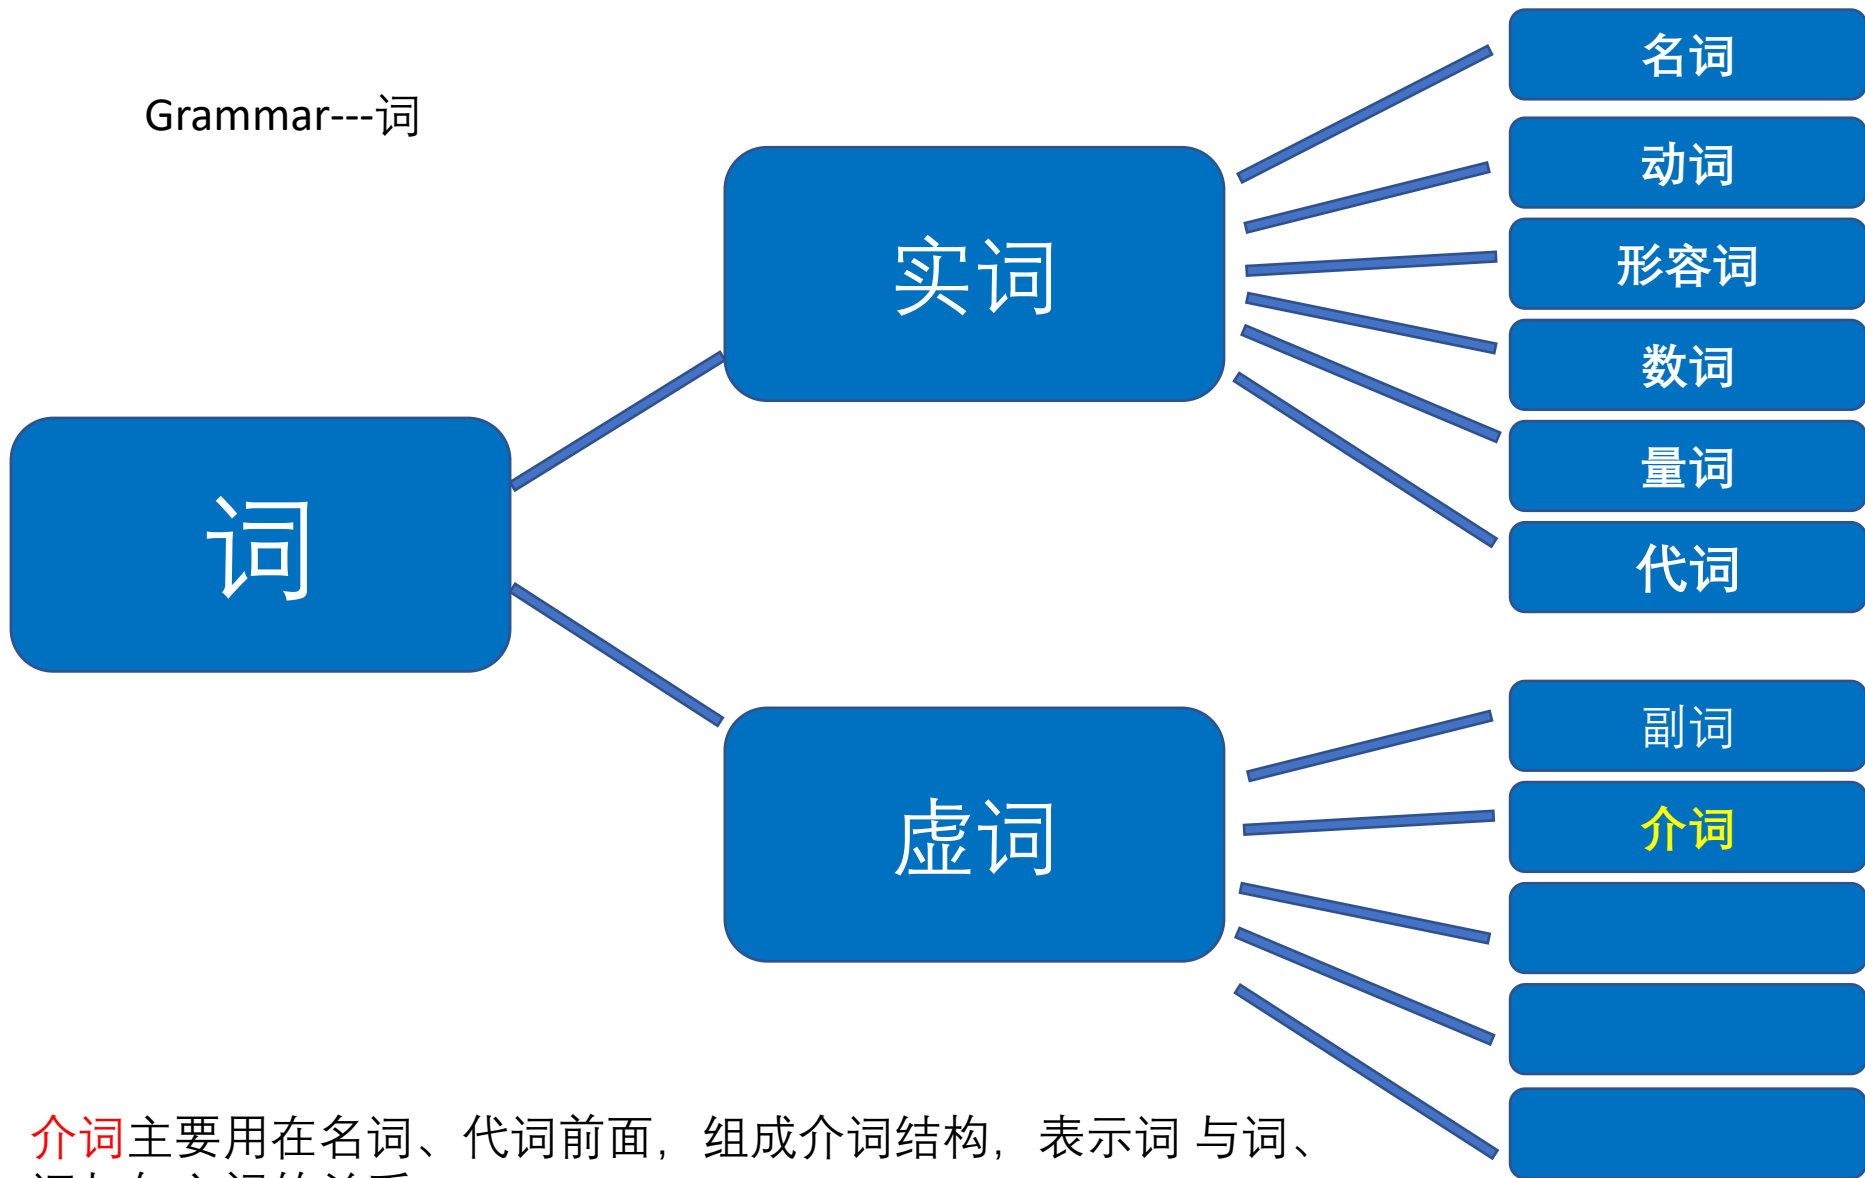 Grammar---词
名词
动词
形容词
实词
数词
量词
代词
词
副词
虚词
介词
介词主要用在名词、代词前面，组成介词结构，表示词 与词、